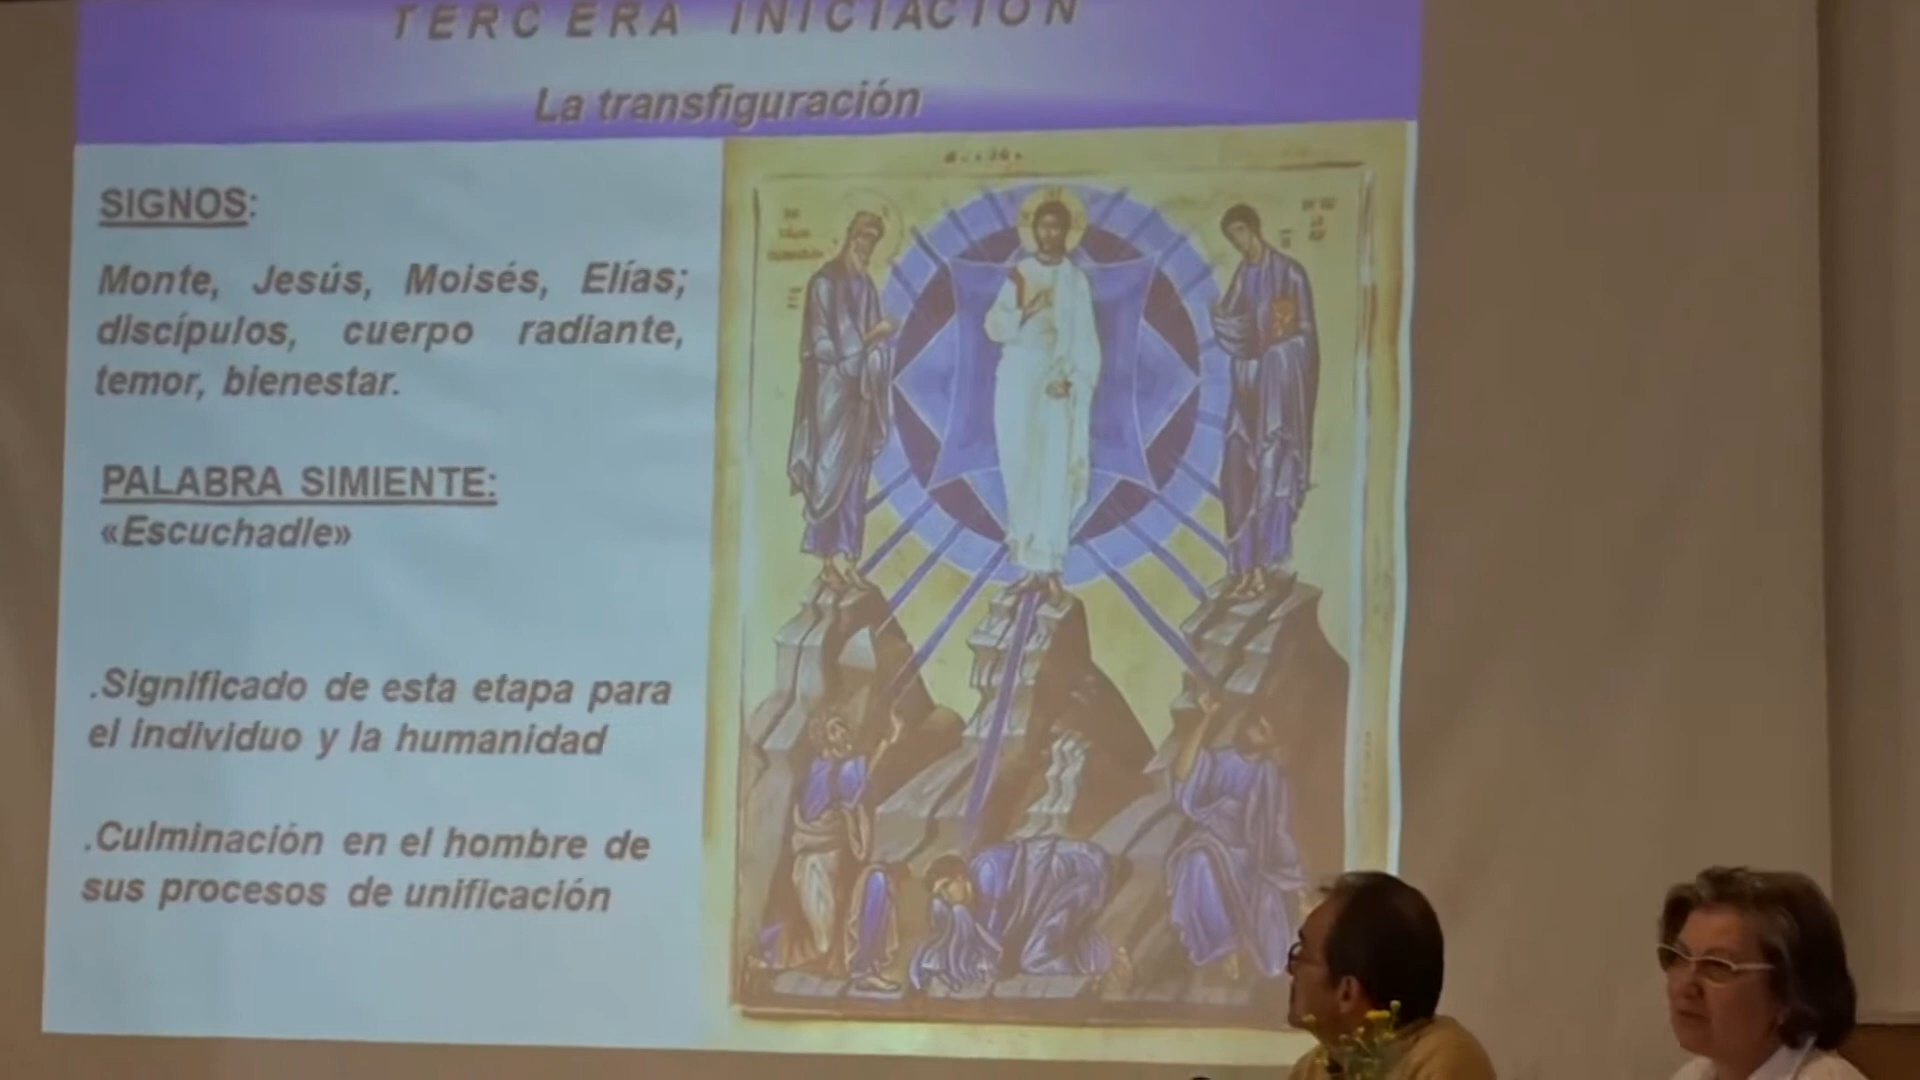 TERCERA INICIACIÓN
La transfiguración
SIGNOS:
Monte, Jesús, Moisés, Elías;
discípulos, cuerpo radiante,
temor, bienestar.
PALABRA SIMIENTE:
«Escuchadle»
.Significado de esta etapa para
el individuo y la humanidad
.Culminación en el hombre de
sus procesos de unificación